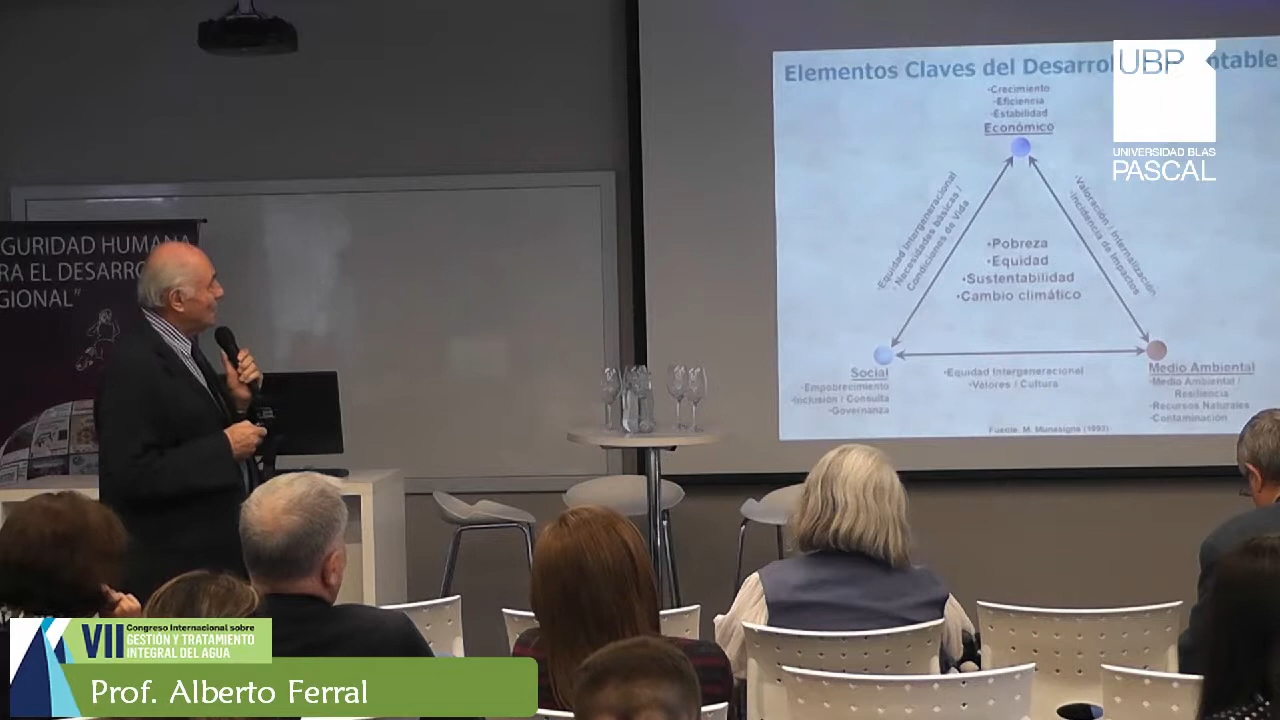 Elementos Claves del Desarrol
ntable
•Crecimiento
•Eficiencia
•Estabilidad
Económico
•Equidad Intergeneracional
/ Necesidades básicas /
Condiciones de Vida
•Valoración / Internalización
•Incidencia de Impactos
•Pobreza
•Equidad
•Sustentabilidad
•Cambio climático
Social
•Empobrecimiento
•Inclusión / Consulta
•Governanza
•Equidad Intergeneracional
•Valores / Cultura
Medio Ambiental
•Medio Ambiental /
Resiliencia
•Recursos Naturales
•Contaminación
Fuente. M. Munasigne (1993)
UBP
UNIVERSIDAD BLAS
PASCAL
GURIDAD HUMANA
RA EL DESARRO
GIONAL"
VII
Congreso Internacional sobre
GESTIÓN Y TRATAMIENTO
INTEGRAL DEL AGUA
Prof. Alberto Ferral